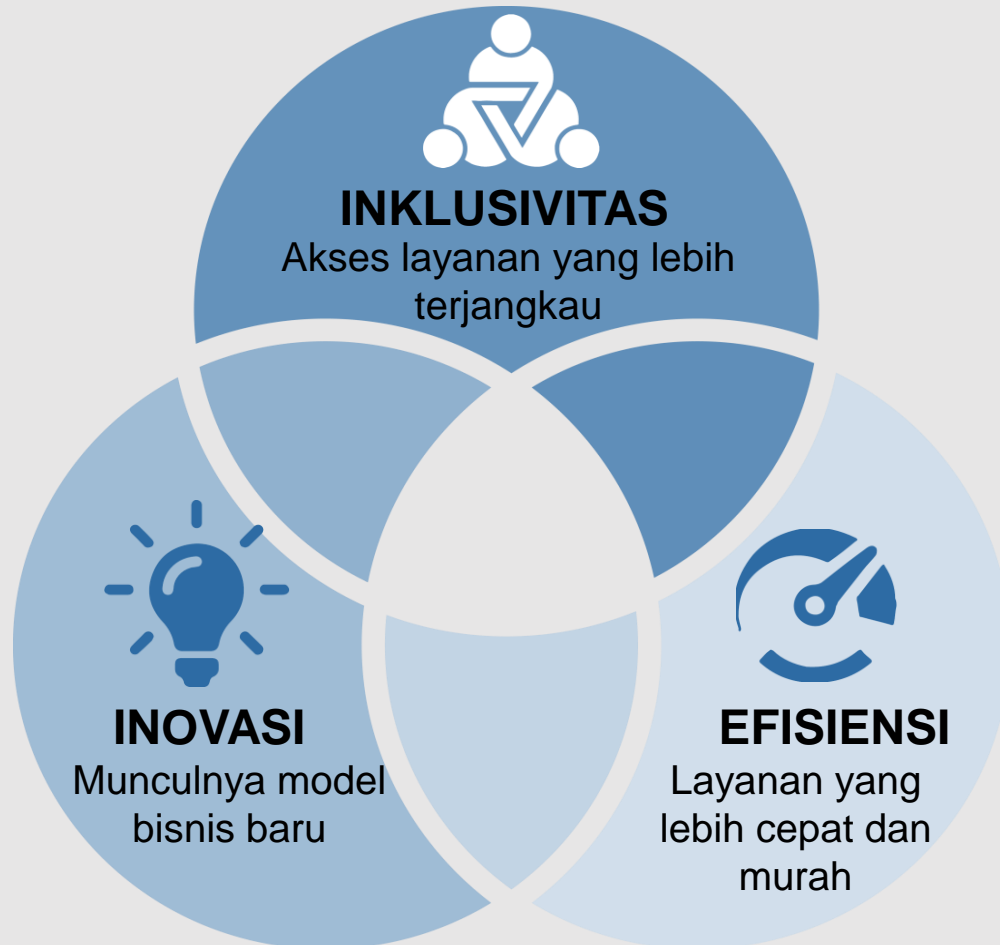 INKLUSIVITAS
Akses layanan yang lebih
terjangkau
INOVASI
Munculnya model
bisnis baru
EFISIENSI
Layanan yang
lebih cepat dan
murah